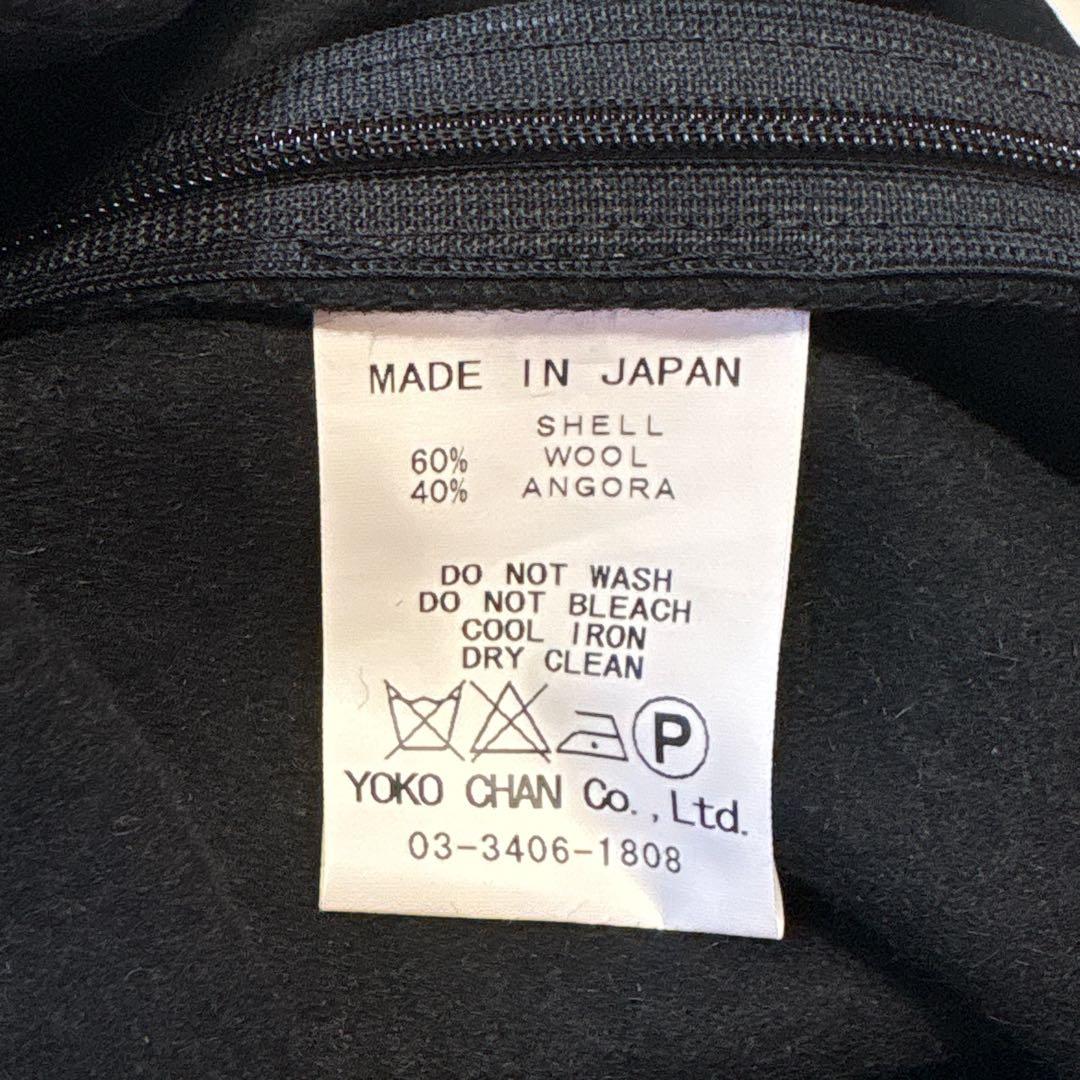 MADE IN JAPAN
SHELL
60% WOOL
40% ANGORA
DO NOT WASH
DO NOT BLEACH
COOL IRON
DRY CLEAN
P
YOKO CHAN Co.,Ltd.
03-3406-1808